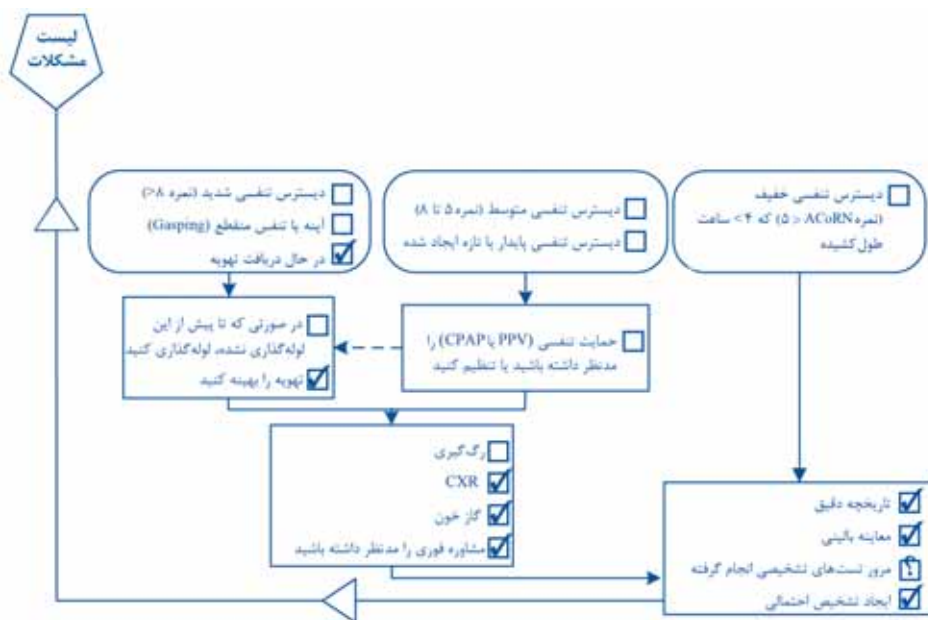 لیست
مشکلات
دیسترس تنفسی خفیف
(نمره ACoRN < ۵) که ۴ > ساعت
طول کشیده
دیسترس تنفسی متوسط (نمره ۵ تا ۸)
دیسترس تنفسی پایدار یا تازه ایجاد شده
دیسترس تنفسی شدید (نمره ۸<)
آپنه یا تنفس منقطع (Gasping)
در حال دریافت تهویه
حمایت تنفسی (PPV یا CPAP) را
مدنظر داشته باشید یا تنظیم کنید
در صورتی که تا پیش از این
لوله‌گذاری نشده، لوله‌گذاری کنید
تهویه را بهینه کنید
رگ‌گیری
CXR
گاز خون
مشاوره فوری را مدنظر داشته باشید
تاریخچه دقیق
معاینه بالینی
مرور تست‌های تشخیصی انجام گرفته
ایجاد تشخیص احتمالی